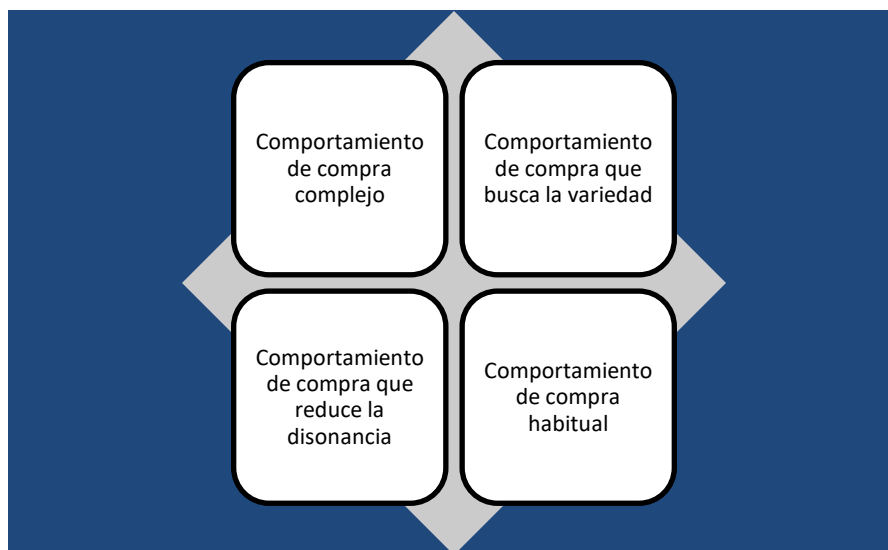 Comportamiento
de compra
complejo
Comportamiento
de compra que
busca la variedad
Comportamiento
de compra que
reduce la
disonancia
Comportamiento
de compra
habitual